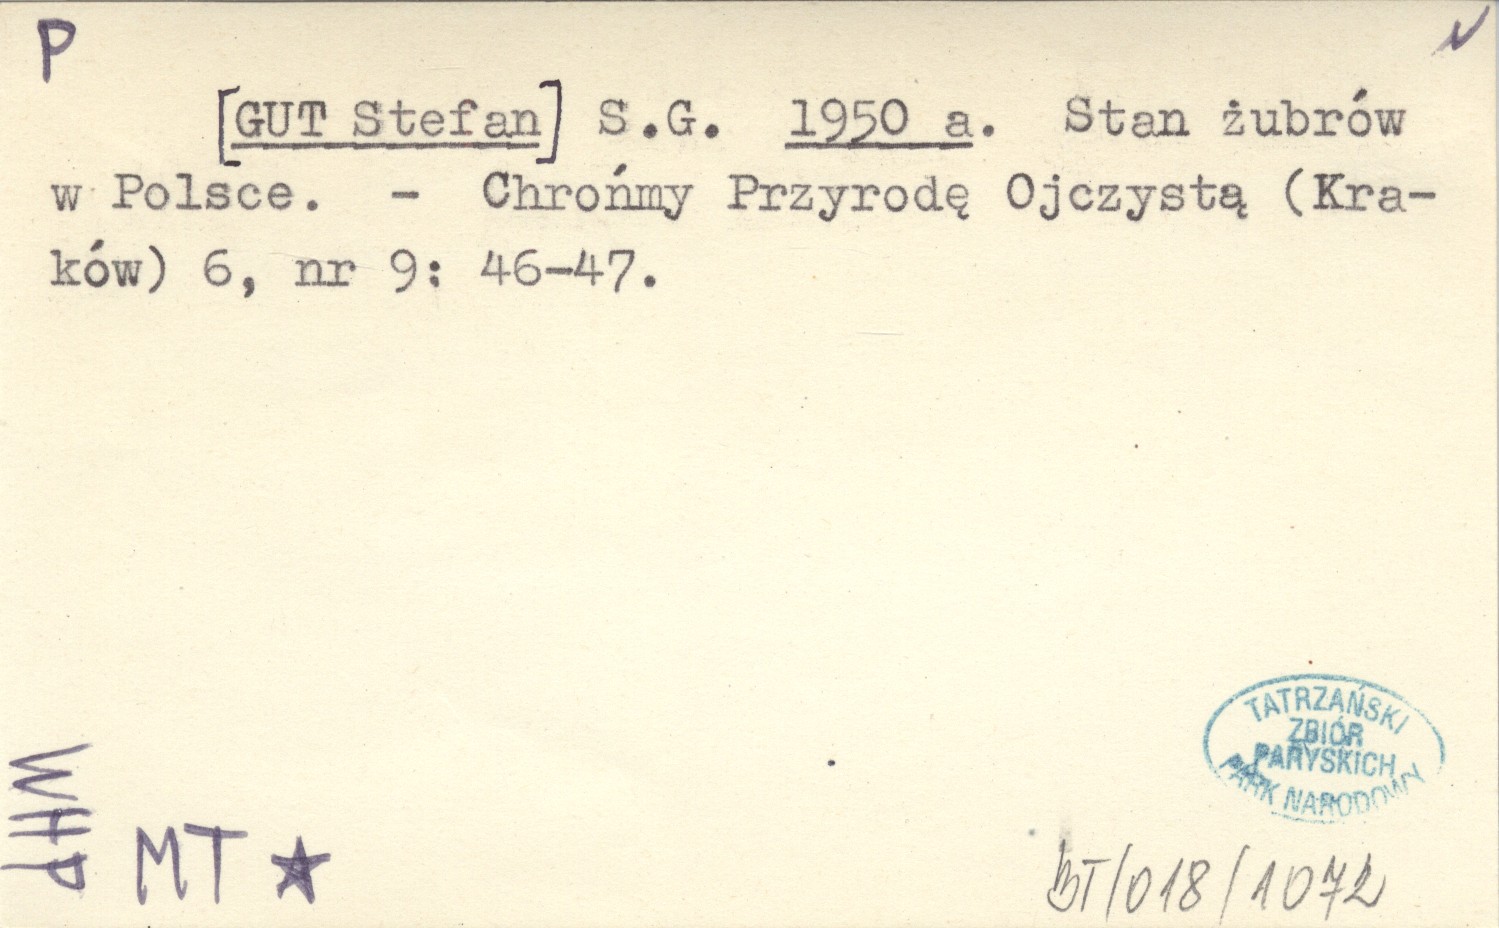 P
[GUT Stefan] S.G. 1950 a. Stan żubrów
w Polsce. - Chrońmy Przyrodę Ojczystą (Kra-
ków) 6, nr 9: 46-47.
TATRZAŃSKI
ZBIÓR
PARYSKICH
PARK NARODOWY
WHP
MT ★
BT/018/1072